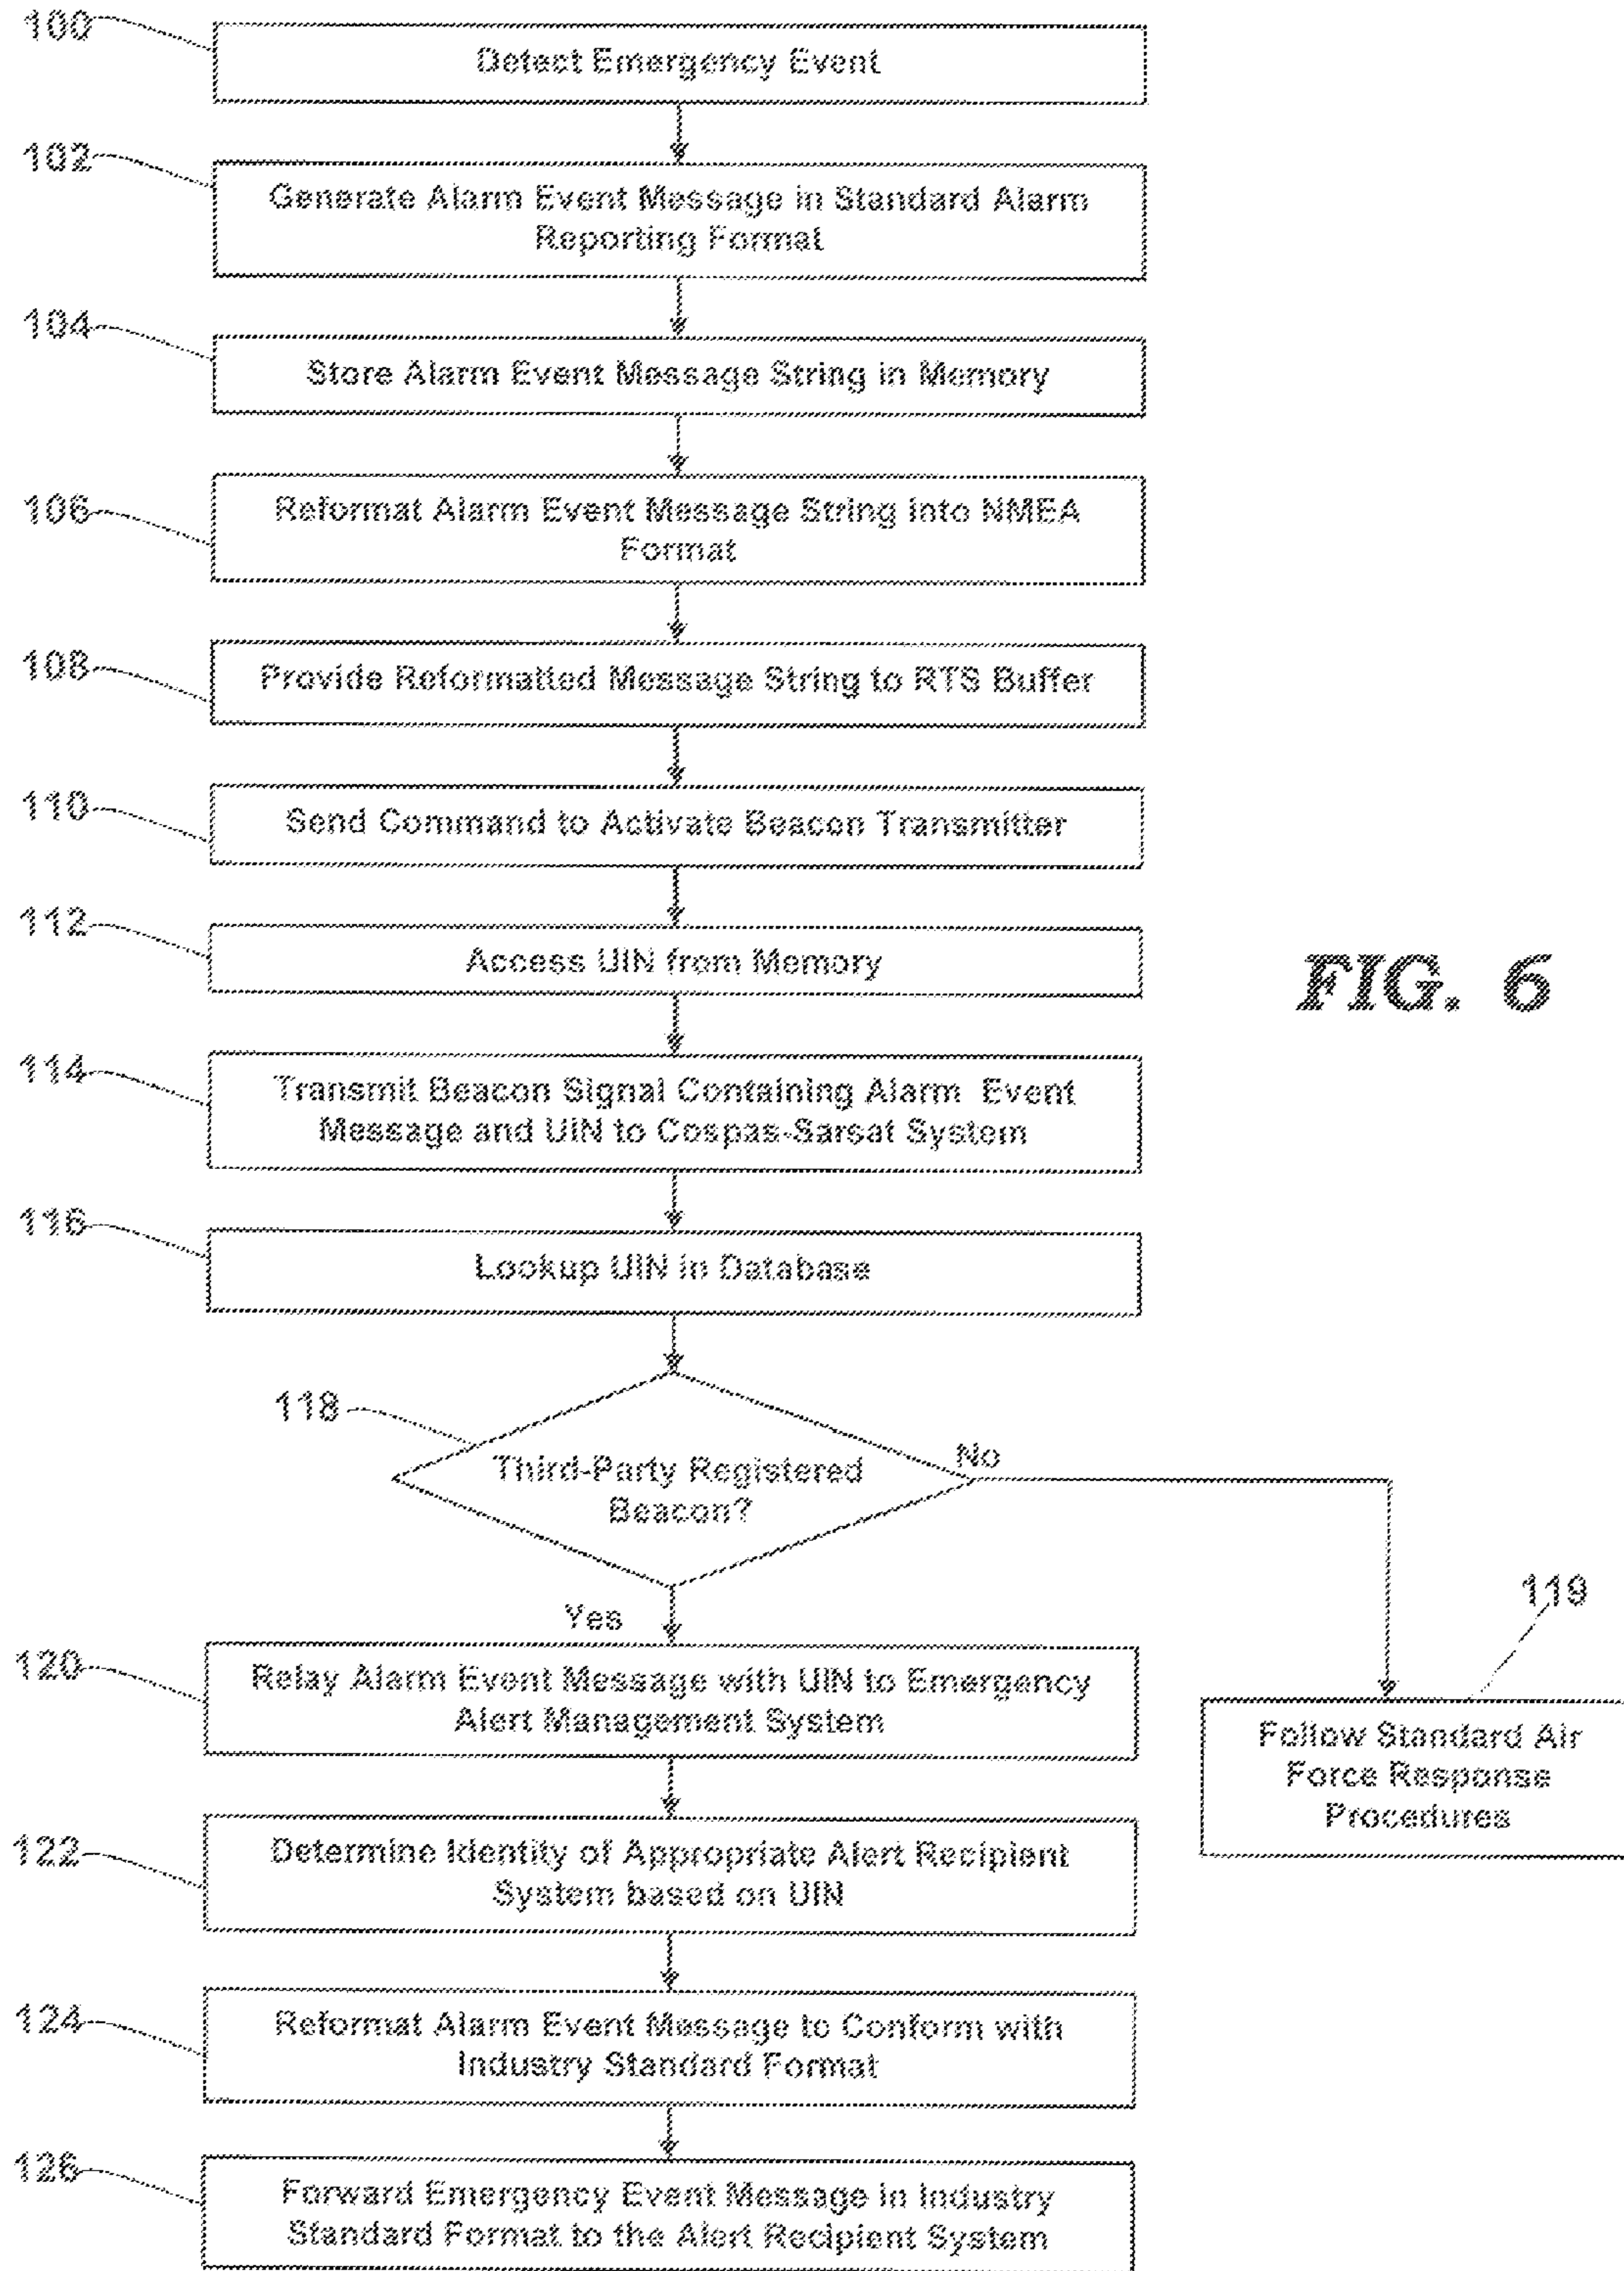 100
Detect Emergency Event
102
Generate Alarm Event Message in Standard Alarm
Reporting Format
104
Store Alarm Event Message String in Memory
106
Reformat Alarm Event Message String into NMEA
Format
108
Provide Reformatted Message String to RTS Buffer
110
Send Command to Activate Beacon Transmitter
112
Access UIN from Memory
FIG. 6
114
Transmit Beacon Signal Containing Alarm Event
Message and UIN to Cospas-Sarsat System
116
Lookup UIN in Database
118
Third-Party Registered
Beacon?
No
Yes
119
120
Relay Alarm Event Message with UIN to Emergency
Alert Management System
Follow Standard Air
Force Response
Procedures
122
Determine Identity of Appropriate Alert Recipient
System based on UIN
124
Reformat Alarm Event Message to Conform with
Industry Standard Format
126
Forward Emergency Event Message in Industry
Standard Format to the Alert Recipient System